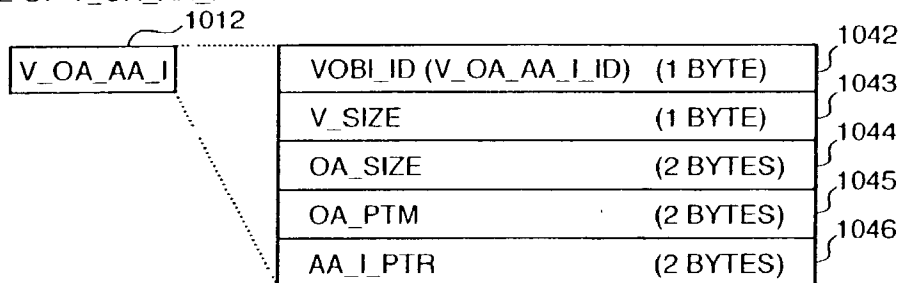 1012
V_OA_AA_I
1042
VOBI_ID (V_OA_AA_I_ID) (1 BYTE)
1043
V_SIZE (1 BYTE)
1044
OA_SIZE (2 BYTES)
1045
OA_PTM (2 BYTES)
1046
AA_I_PTR (2 BYTES)